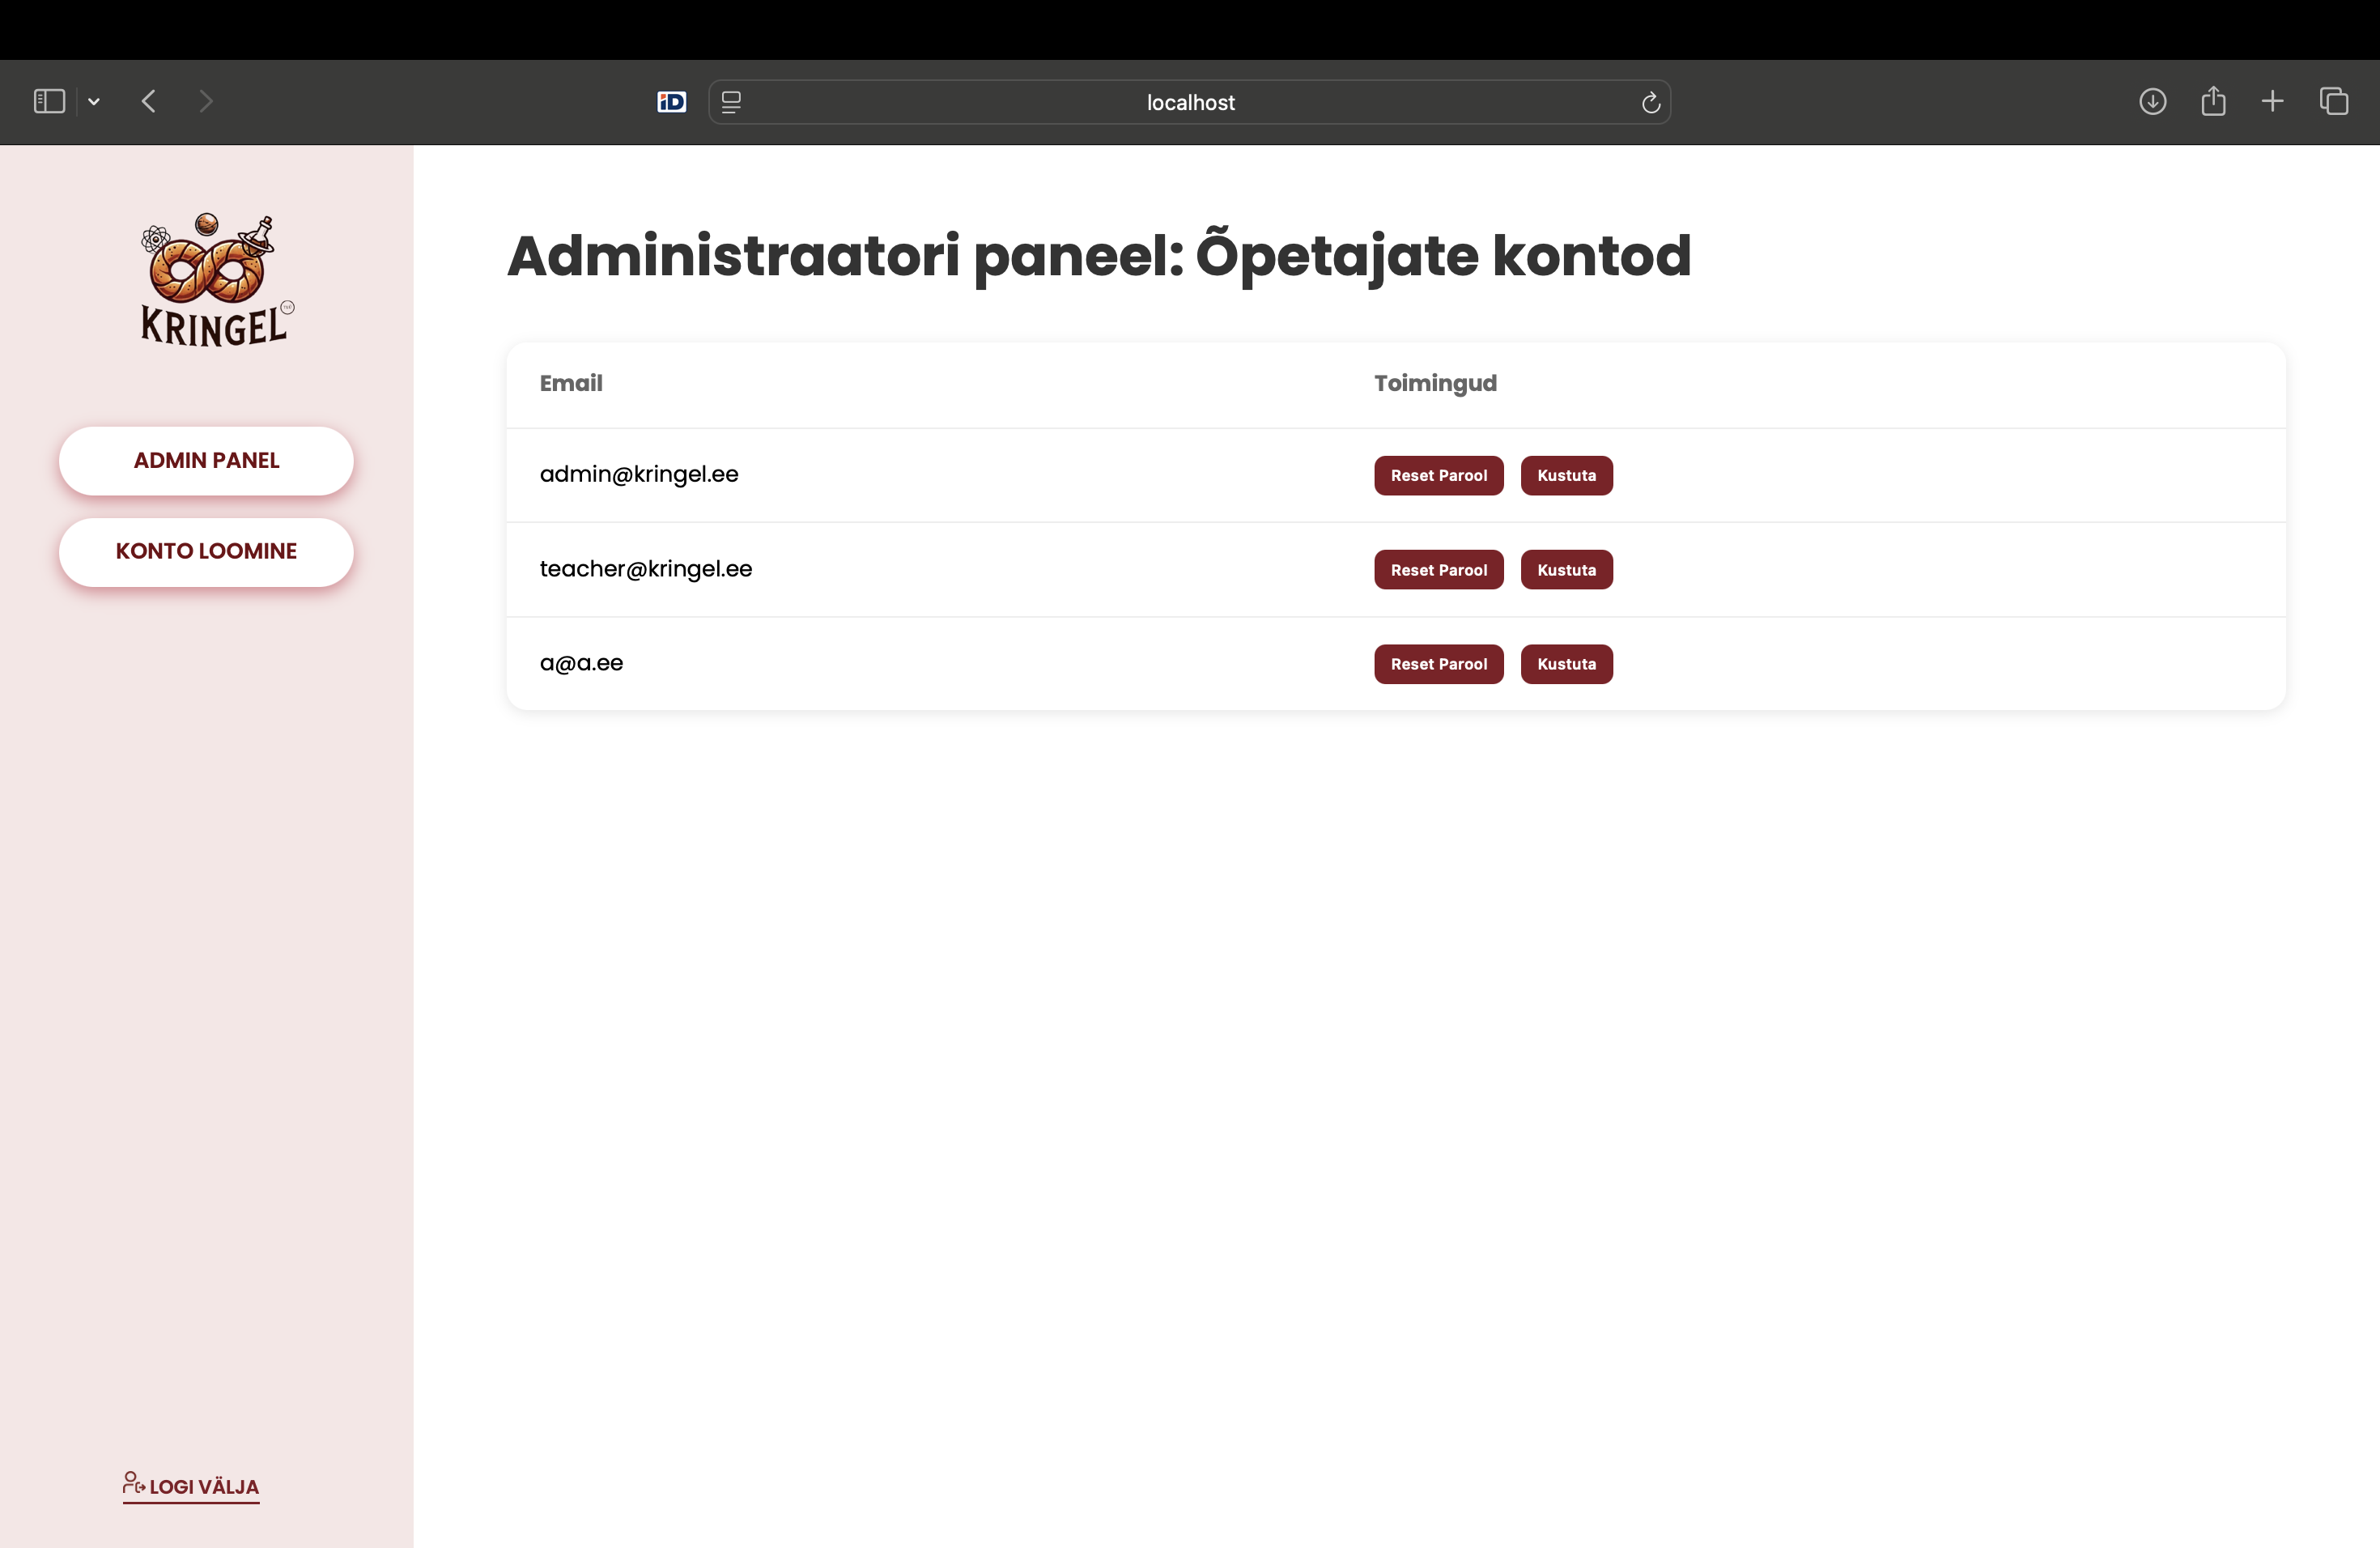 iD
localhost
KRINGEL
ADMIN PANEL
KONTO LOOMINE
LOGI VÄLJA
Administraatori paneel: Õpetajate kontod
Email Toimingud
admin@kringel.ee Reset Parool Kustuta
teacher@kringel.ee Reset Parool Kustuta
a@a.ee Reset Parool Kustuta